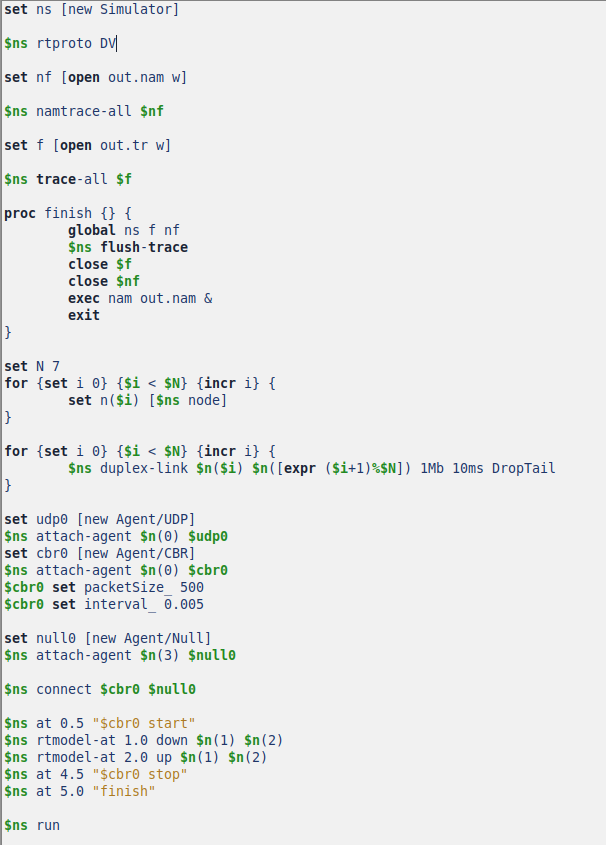 set ns [new Simulator]
$ns rtproto DV
set nf [open out.nam w]
$ns namtrace-all $nf
set f [open out.tr w]
$ns trace-all $f
proc finish {} {
        global ns f nf
        $ns flush-trace
        close $f
        close $nf
        exec nam out.nam &
        exit
}
set N 7
for {set i 0} {$i < $N} {incr i} {
        set n($i) [$ns node]
}
for {set i 0} {$i < $N} {incr i} {
        $ns duplex-link $n($i) $n([expr ($i+1)%$N]) 1Mb 10ms DropTail
}
set udp0 [new Agent/UDP]
$ns attach-agent $n(0) $udp0
set cbr0 [new Agent/CBR]
$ns attach-agent $n(0) $cbr0
$cbr0 set packetSize_ 500
$cbr0 set interval_ 0.005
set null0 [new Agent/Null]
$ns attach-agent $n(3) $null0
$ns connect $cbr0 $null0
$ns at 0.5 "$cbr0 start"
$ns rtmodel-at 1.0 down $n(1) $n(2)
$ns rtmodel-at 2.0 up $n(1) $n(2)
$ns at 4.5 "$cbr0 stop"
$ns at 5.0 "finish"
$ns run